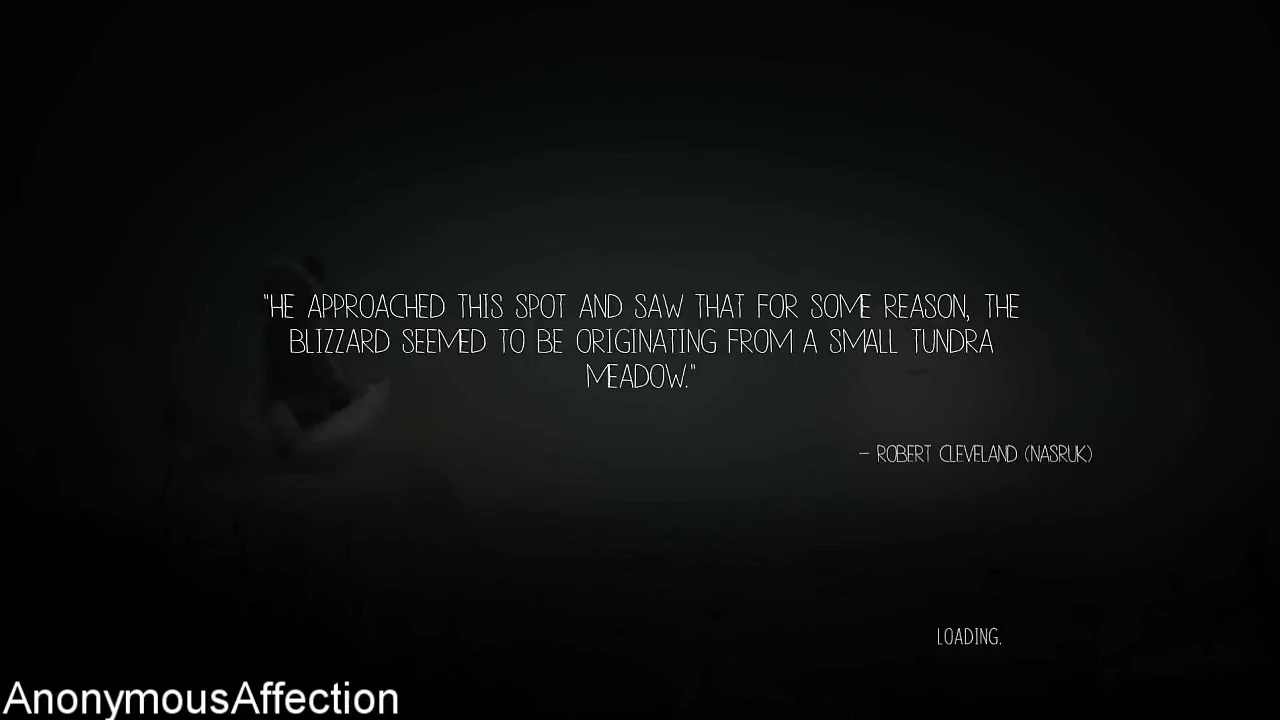 "HE APPROACHED THIS SPOT AND SAW THAT FOR SOME REASON, THE
BLIZZARD SEEMED TO BE ORIGINATING FROM A SMALL TUNDRA
MEADOW."
– ROBERT CLEVELAND (NASRUK)
LOADING.
AnonymousAffection